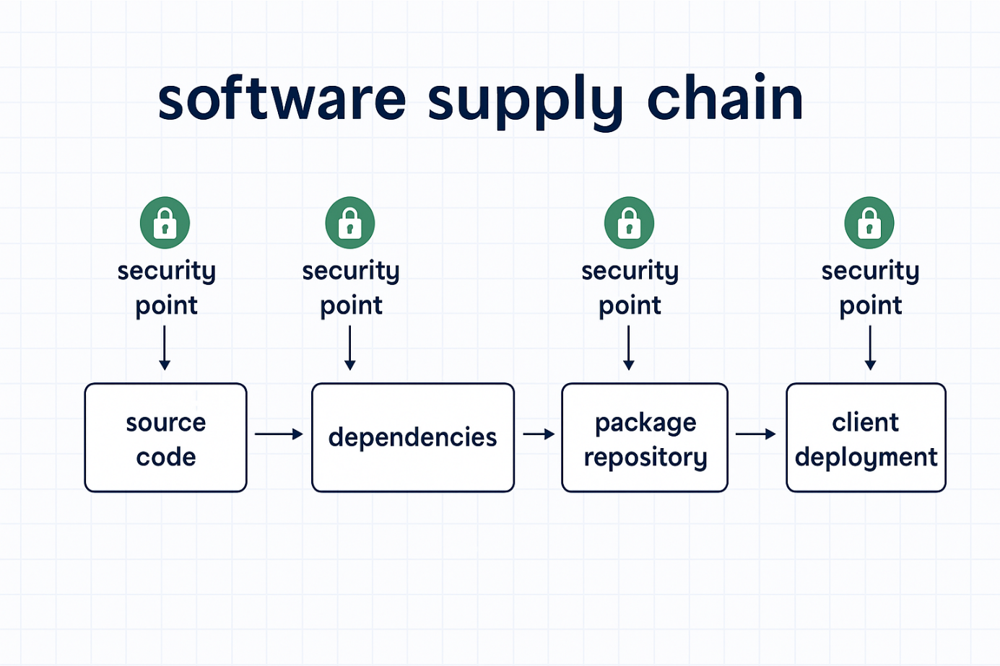 software supply chain
security
point
security
point
security
point
security
point
source
code
dependencies
package
repository
client
deployment